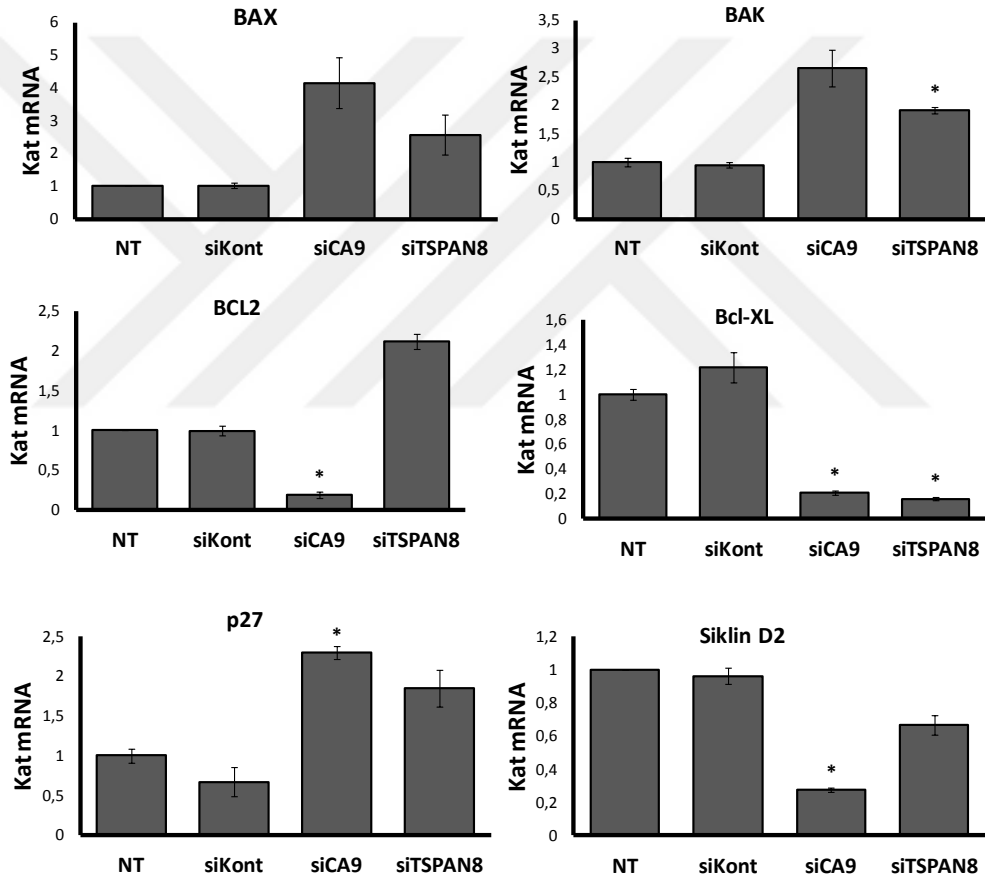 BAX
Kat mRNA
6
5
4
3
2
1
0
NT siKont siCA9 siTSPAN8
BAK
Kat mRNA
3,5
3
2,5
2
1,5
1
0,5
0
*
NT siKont siCA9 siTSPAN8
BCL2
Kat mRNA
2,5
2
1,5
1
0,5
0
*
NT siKont siCA9 siTSPAN8
Bcl-XL
Kat mRNA
1,6
1,4
1,2
1
0,8
0,6
0,4
0,2
0
* *
NT siKont siCA9 siTSPAN8
p27
Kat mRNA
2,5
2
1,5
1
0,5
0
*
NT siKont siCA9 siTSPAN8
Siklin D2
Kat mRNA
1,2
1
0,8
0,6
0,4
0,2
0
*
NT siKont siCA9 siTSPAN8